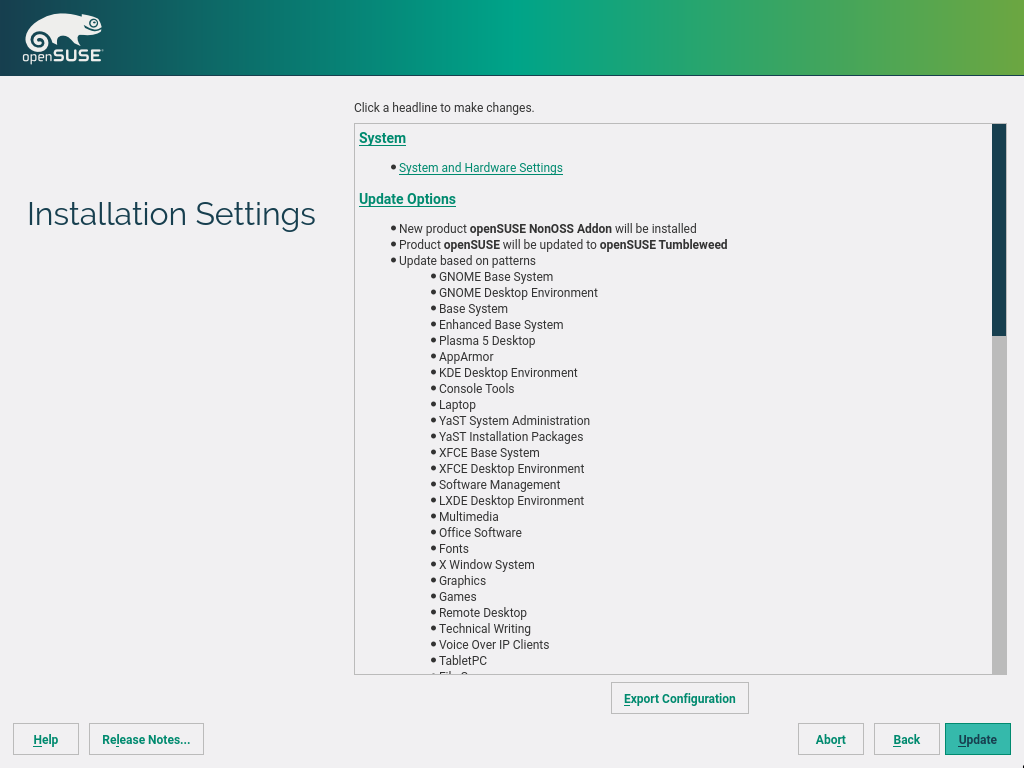 openSUSE
Click a headline to make changes.
Installation Settings
System
System and Hardware Settings
Update Options
New product openSUSE NonOSS Addon will be installed
Product openSUSE will be updated to openSUSE Tumbleweed
Update based on patterns
GNOME Base System
GNOME Desktop Environment
Base System
Enhanced Base System
Plasma 5 Desktop
AppArmor
KDE Desktop Environment
Console Tools
Laptop
YaST System Administration
YaST Installation Packages
XFCE Base System
XFCE Desktop Environment
Software Management
LXDE Desktop Environment
Multimedia
Office Software
Fonts
X Window System
Graphics
Games
Remote Desktop
Technical Writing
Voice Over IP Clients
TabletPC
Export Configuration
Help
Release Notes...
Abort
Back
Update